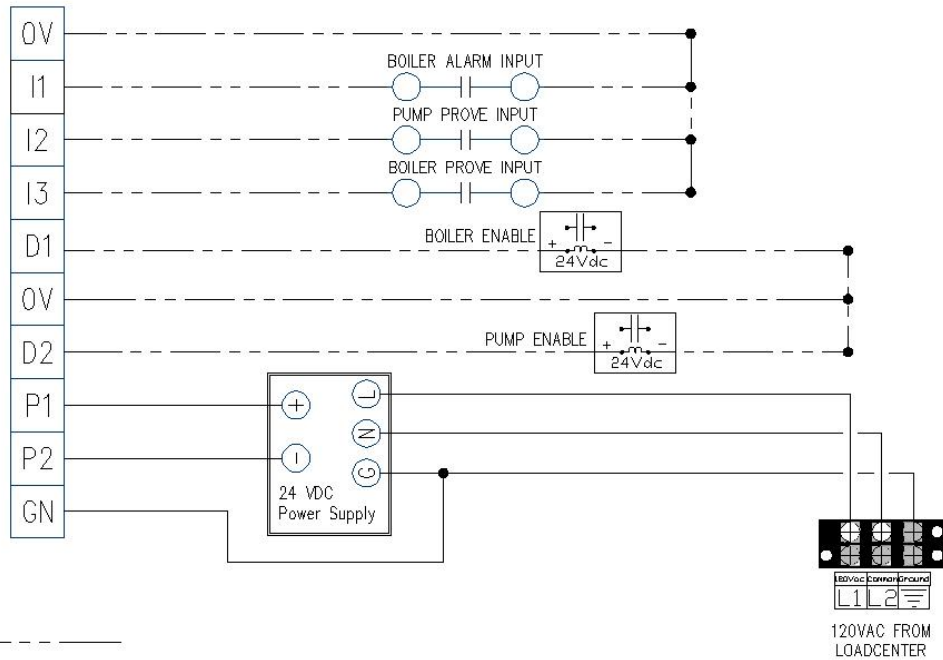 0V
I1
BOILER ALARM INPUT
I2
PUMP PROVE INPUT
I3
BOILER PROVE INPUT
D1
BOILER ENABLE
+ -
24Vdc
0V
D2
PUMP ENABLE
+ -
24Vdc
P1
+
L
P2
-
N
G
24 VDC
Power Supply
GN
120Vac Common Ground
L1 L2
120VAC FROM
LOADCENTER